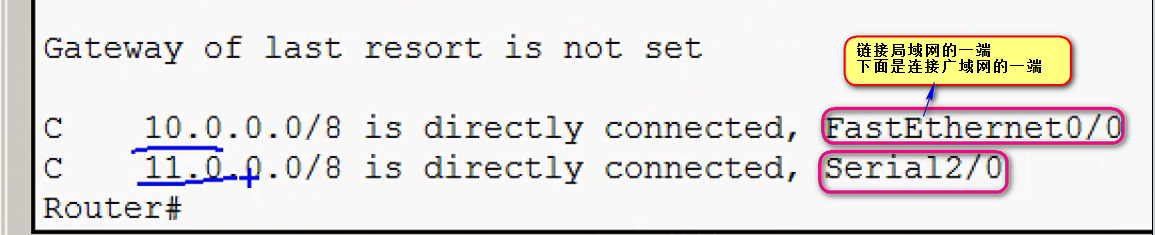 Gateway of last resort is not set
链接局域网的一端
下面是连接广域网的一端
C    10.0.0.0/8 is directly connected, FastEthernet0/0
C    11.0.0.0/8 is directly connected, Serial2/0
Router#